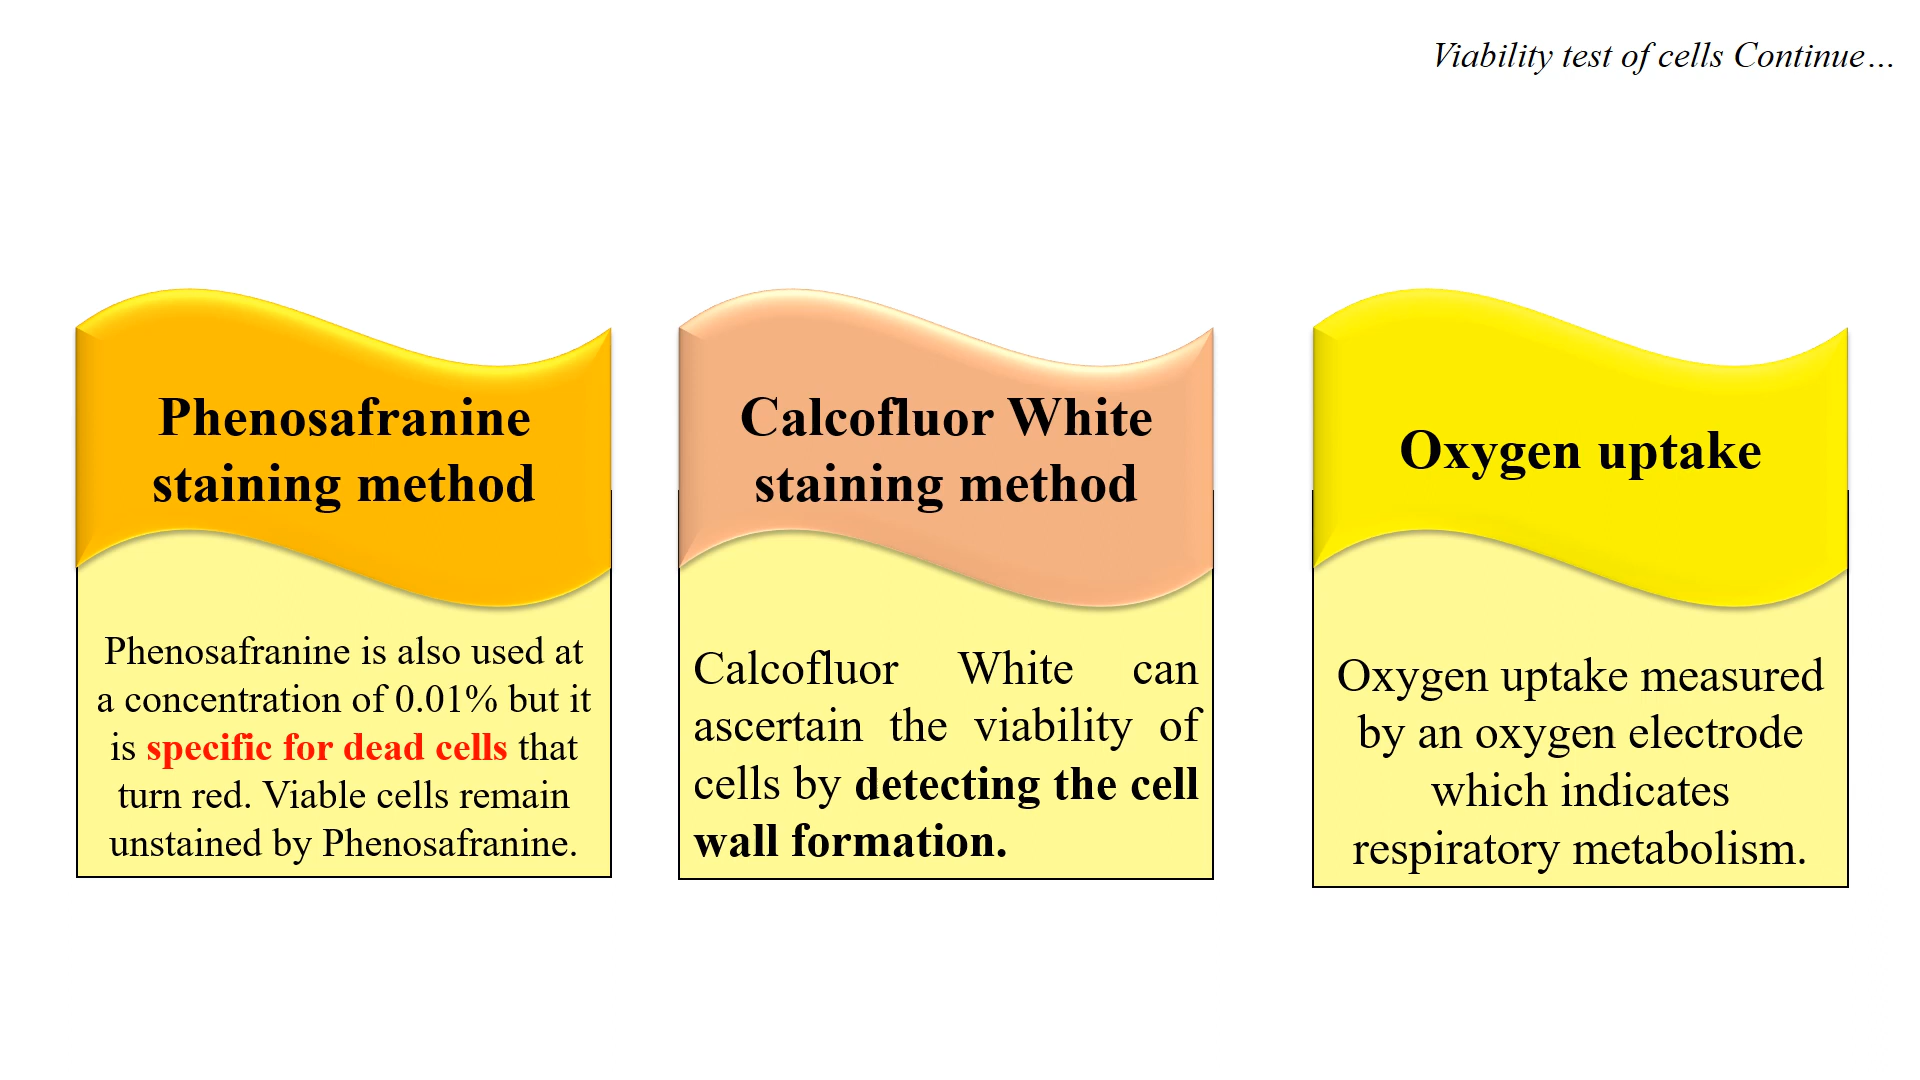 Viability test of cells Continue…
Phenosafranine
staining method
Phenosafranine is also used at
a concentration of 0.01% but it
is specific for dead cells that
turn red. Viable cells remain
unstained by Phenosafranine.
Calcofluor White
staining method
Calcofluor White can
ascertain the viability of
cells by detecting the cell
wall formation.
Oxygen uptake
Oxygen uptake measured
by an oxygen electrode
which indicates
respiratory metabolism.